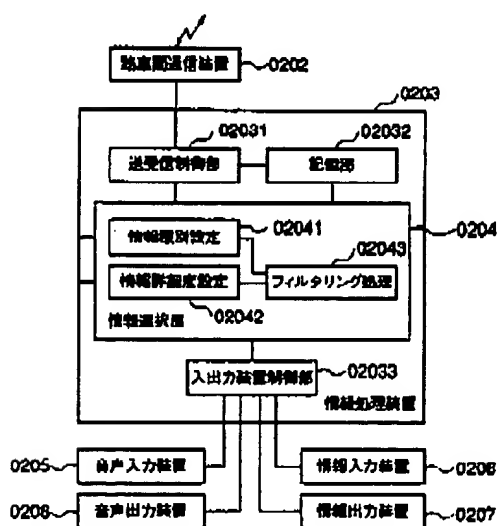 路車間通信装置 0202
0203
02031 02032
送受信制御部 記憶部
0204
02041
情報種別設定 02043
情報詳細度設定 フィルタリング処理
02042
情報選択部
02033
入出力装置制御部
情報処理装置
0205 音声入力装置 情報入力装置 0206
0206 音声出力装置 情報出力装置 0207